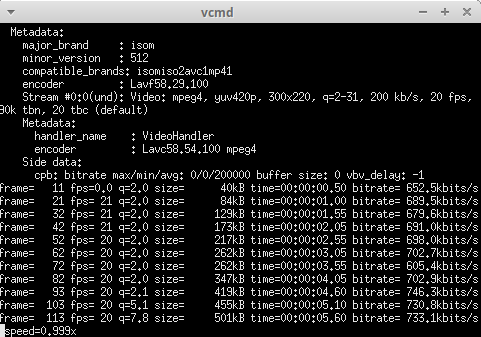 vcmd
Metadata:
major_brand : isom
minor_version : 512
compatible_brands: isomiso2avc1mp41
encoder : Lavf58.29.100
Stream #0:0(und): Video: mpeg4, yuv420p, 300x220, q=2-31, 200 kb/s, 20 fps,
90k tbn, 20 tbc (default)
Metadata:
handler_name : VideoHandler
encoder : Lavc58.54.100 mpeg4
Side data:
cpb: bitrate max/min/avg: 0/0/200000 buffer size: 0 vbv_delay: -1
frame= 11 fps=0.0 q=2.0 size= 40kB time=00:00:00.50 bitrate= 652.5kbits/s
frame= 21 fps= 21 q=2.0 size= 84kB time=00:00:01.00 bitrate= 689.5kbits/s
frame= 32 fps= 21 q=2.0 size= 129kB time=00:00:01.55 bitrate= 679.6kbits/s
frame= 42 fps= 21 q=2.0 size= 173kB time=00:00:02.05 bitrate= 691.0kbits/s
frame= 52 fps= 20 q=2.0 size= 217kB time=00:00:02.55 bitrate= 698.0kbits/s
frame= 62 fps= 20 q=2.0 size= 262kB time=00:00:03.05 bitrate= 702.7kbits/s
frame= 72 fps= 20 q=2.0 size= 262kB time=00:00:03.55 bitrate= 605.4kbits/s
frame= 82 fps= 20 q=2.0 size= 347kB time=00:00:04.05 bitrate= 702.9kbits/s
frame= 93 fps= 20 q=2.1 size= 419kB time=00:00:04.60 bitrate= 746.3kbits/s
frame= 103 fps= 20 q=5.1 size= 455kB time=00:00:05.10 bitrate= 730.8kbits/s
frame= 113 fps= 20 q=7.8 size= 501kB time=00:00:05.60 bitrate= 733.1kbits/s
speed=0.999x